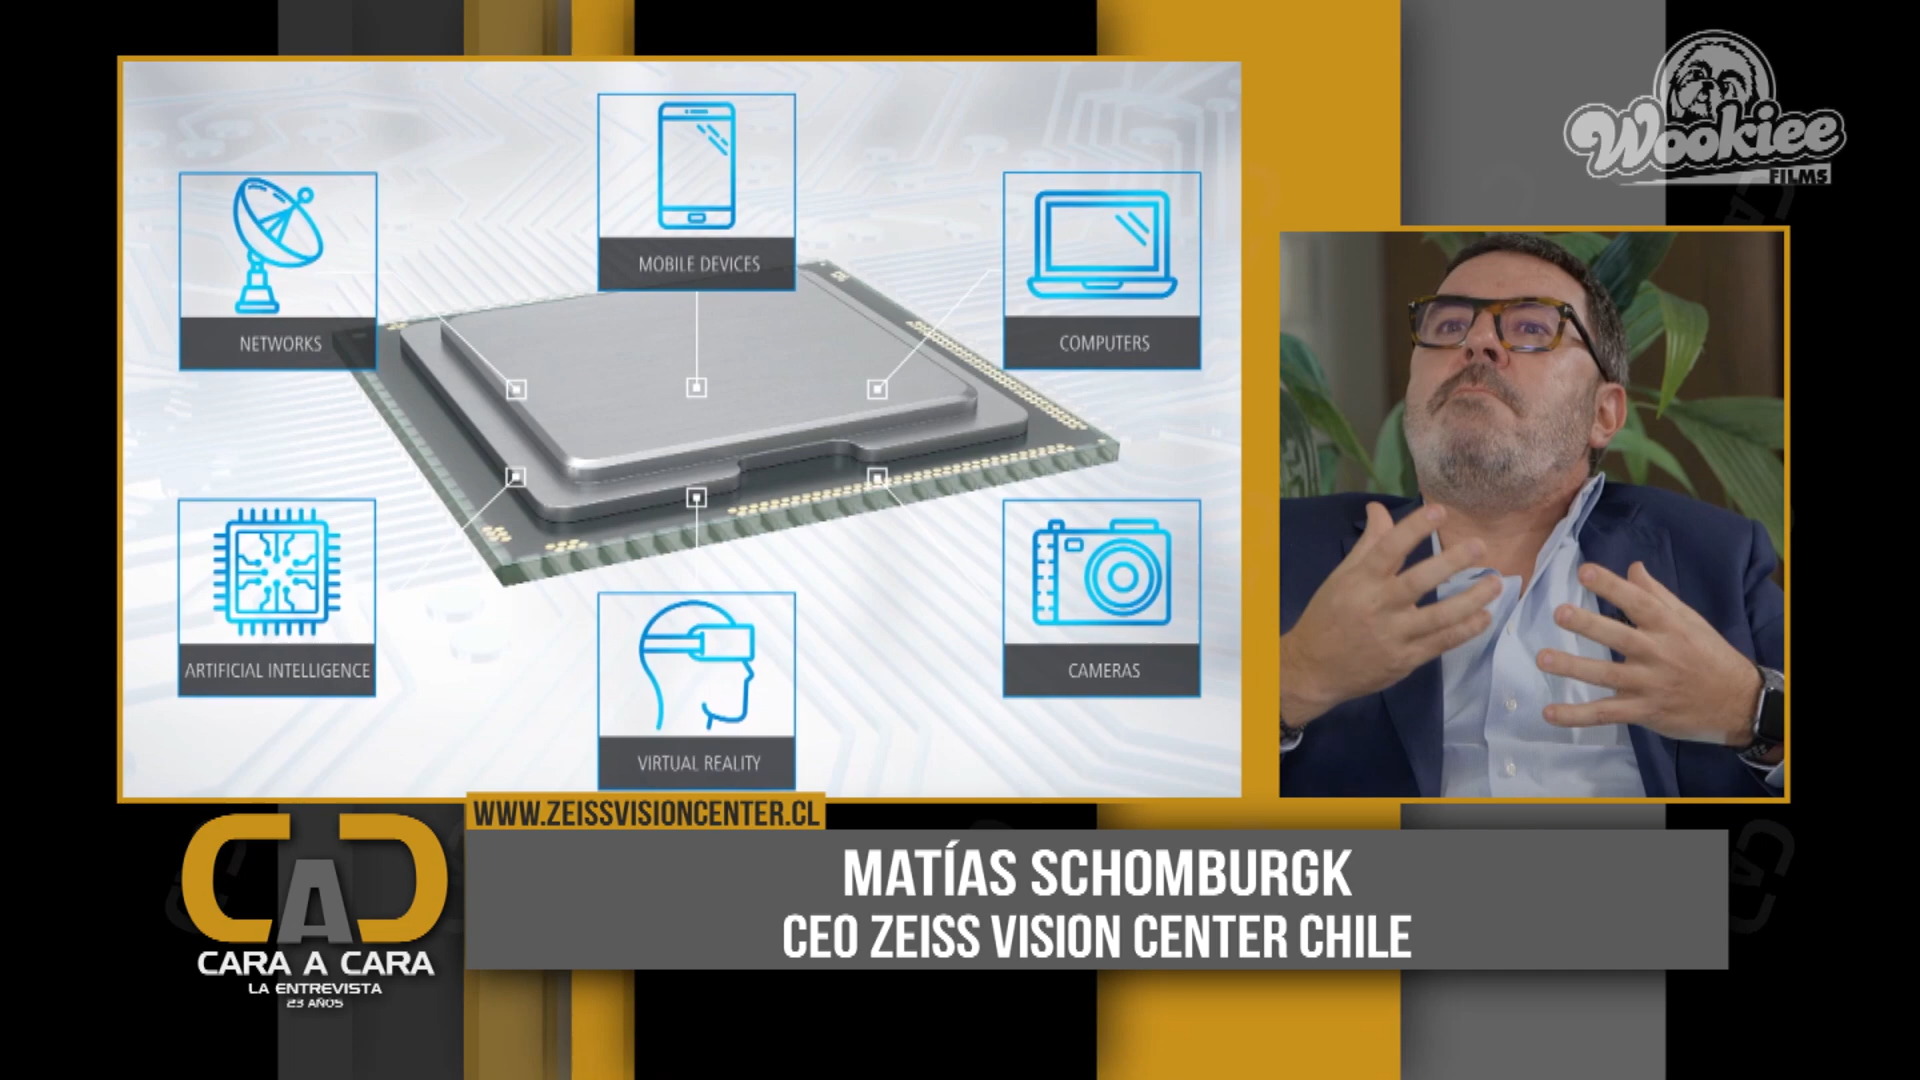 Wookiee
FILMS
MOBILE DEVICES
NETWORKS
COMPUTERS
ARTIFICIAL INTELLIGENCE
CAMERAS
VIRTUAL REALITY
WWW.ZEISSVISIONCENTER.CL
MATÍAS SCHOMBURGK
CEO ZEISS VISION CENTER CHILE
CAC
CARA A CARA
LA ENTREVISTA
23 AÑOS